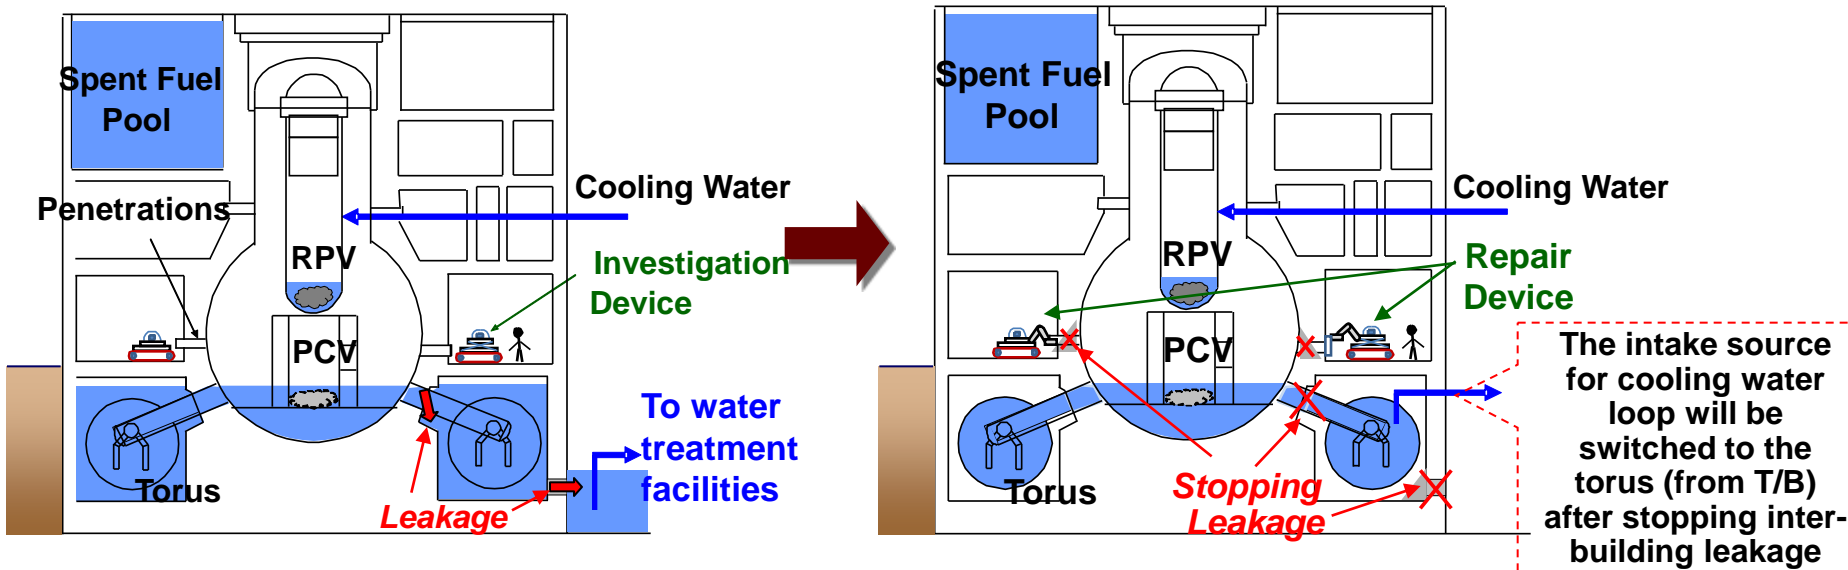 Spent Fuel
Pool
Penetrations
Cooling Water
RPV
Investigation
Device
PCV
To water
treatment
facilities
Torus
Leakage
Spent Fuel
Pool
Cooling Water
RPV
Repair
Device
PCV
Torus
Stopping
Leakage
The intake source
for cooling water
loop will be
switched to the
torus (from T/B)
after stopping inter-
building leakage